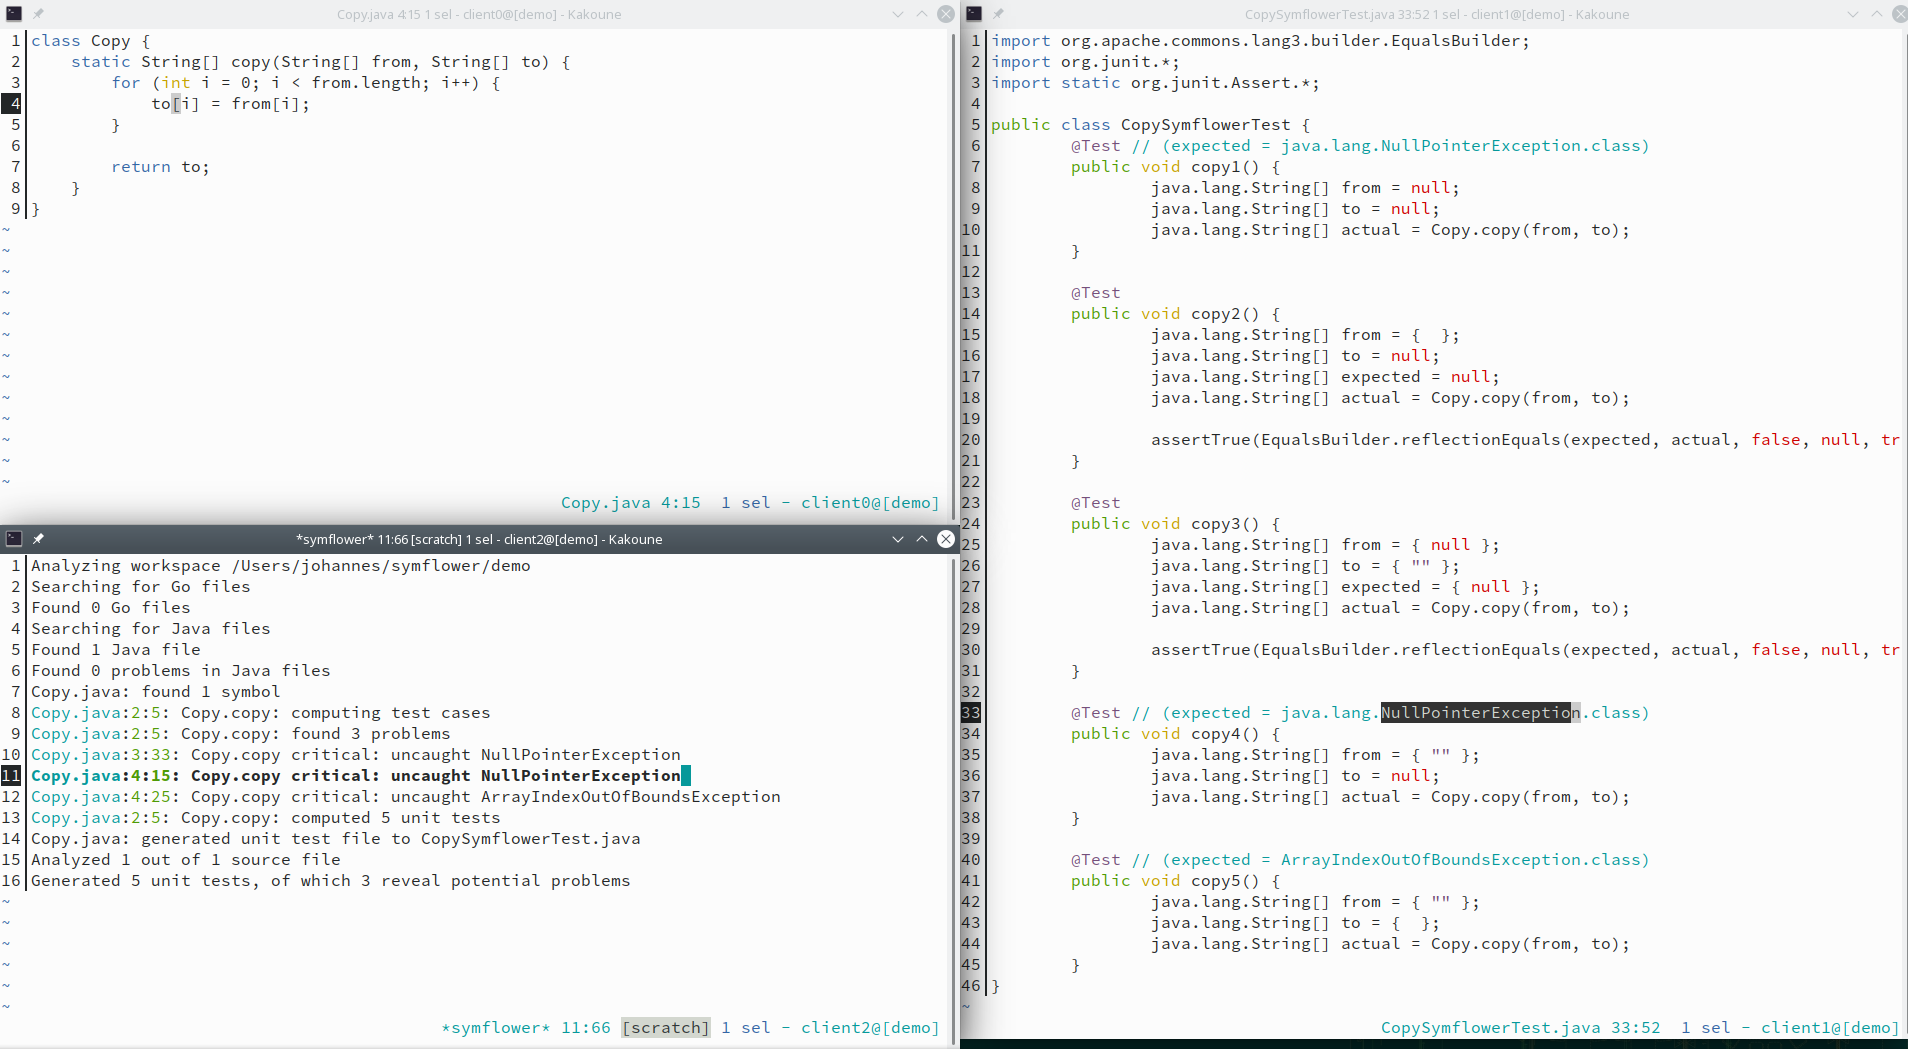 Copy.java 4:15 1 sel - client0@[demo] - Kakoune
1 class Copy {
2     static String[] copy(String[] from, String[] to) {
3         for (int i = 0; i < from.length; i++) {
4             to[i] = from[i];
5         }
6
7         return to;
8     }
9 }
~
~
~
~
~
~
~
~
~
~
~
~
~
Copy.java 4:15  1 sel - client0@[demo]
*symflower* 11:66 [scratch] 1 sel - client2@[demo] - Kakoune
1 Analyzing workspace /Users/johannes/symflower/demo
2 Searching for Go files
3 Found 0 Go files
4 Searching for Java files
5 Found 1 Java file
6 Found 0 problems in Java files
7 Copy.java: found 1 symbol
8 Copy.java:2:5: Copy.copy: computing test cases
9 Copy.java:2:5: Copy.copy: found 3 problems
10 Copy.java:3:33: Copy.copy critical: uncaught NullPointerException
11 Copy.java:4:15: Copy.copy critical: uncaught NullPointerException
12 Copy.java:4:25: Copy.copy critical: uncaught ArrayIndexOutOfBoundsException
13 Copy.java:2:5: Copy.copy: computed 5 unit tests
14 Copy.java: generated unit test file to CopySymflowerTest.java
15 Analyzed 1 out of 1 source file
16 Generated 5 unit tests, of which 3 reveal potential problems
~
~
~
~
~
~
*symflower* 11:66 [scratch] 1 sel - client2@[demo]
CopySymflowerTest.java 33:52 1 sel - client1@[demo] - Kakoune
1 import org.apache.commons.lang3.builder.EqualsBuilder;
2 import org.junit.*;
3 import static org.junit.Assert.*;
4
5 public class CopySymflowerTest {
6         @Test // (expected = java.lang.NullPointerException.class)
7         public void copy1() {
8                 java.lang.String[] from = null;
9                 java.lang.String[] to = null;
10                 java.lang.String[] actual = Copy.copy(from, to);
11         }
12
13         @Test
14         public void copy2() {
15                 java.lang.String[] from = {  };
16                 java.lang.String[] to = null;
17                 java.lang.String[] expected = null;
18                 java.lang.String[] actual = Copy.copy(from, to);
19
20                 assertTrue(EqualsBuilder.reflectionEquals(expected, actual, false, null, tr
21         }
22
23         @Test
24         public void copy3() {
25                 java.lang.String[] from = { null };
26                 java.lang.String[] to = { "" };
27                 java.lang.String[] expected = { null };
28                 java.lang.String[] actual = Copy.copy(from, to);
29
30                 assertTrue(EqualsBuilder.reflectionEquals(expected, actual, false, null, tr
31         }
32
33         @Test // (expected = java.lang.NullPointerException.class)
34         public void copy4() {
35                 java.lang.String[] from = { "" };
36                 java.lang.String[] to = null;
37                 java.lang.String[] actual = Copy.copy(from, to);
38         }
39
40         @Test // (expected = ArrayIndexOutOfBoundsException.class)
41         public void copy5() {
42                 java.lang.String[] from = { "" };
43                 java.lang.String[] to = {  };
44                 java.lang.String[] actual = Copy.copy(from, to);
45         }
46 }
~
CopySymflowerTest.java 33:52  1 sel - client1@[demo]